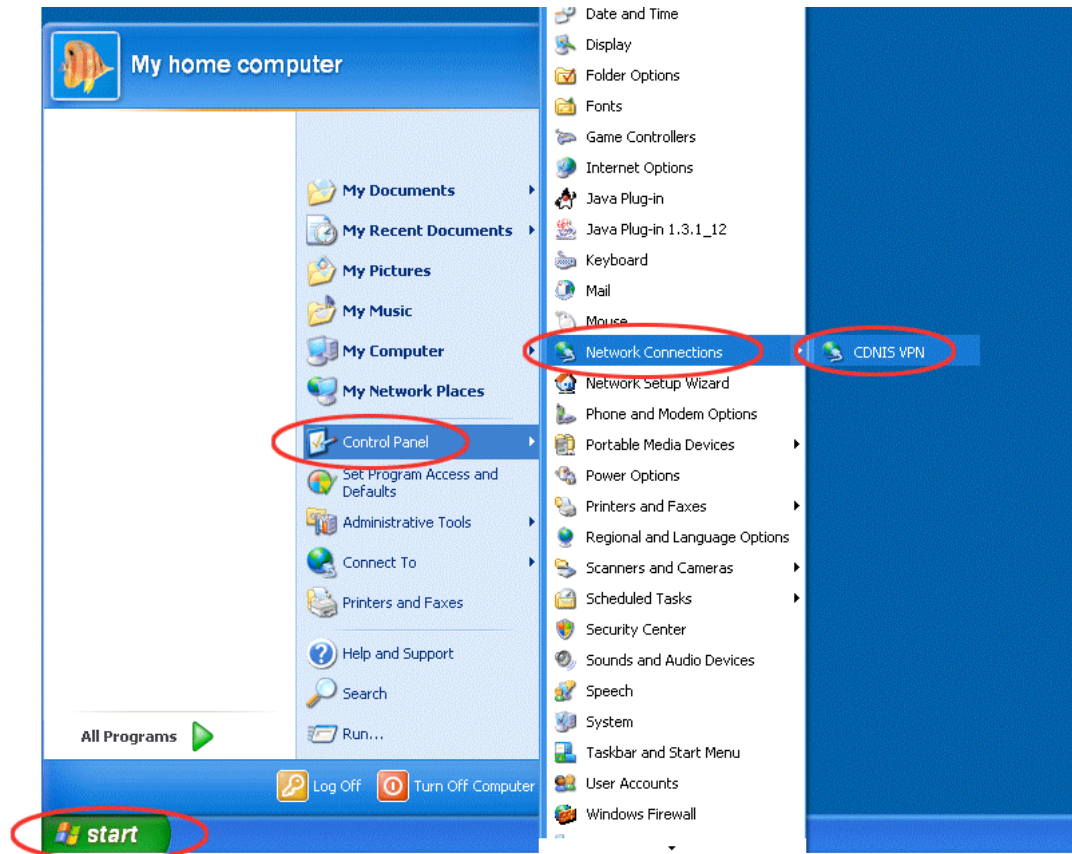 My home computer
My Documents
My Recent Documents
My Pictures
My Music
My Computer
My Network Places
Control Panel
Set Program Access and
Defaults
Administrative Tools
Connect To
Printers and Faxes
Help and Support
Search
Run...
All Programs
Log Off
Turn Off Computer
start
Date and Time
Display
Folder Options
Fonts
Game Controllers
Internet Options
Java Plug-in
Java Plug-in 1.3.1_12
Keyboard
Mail
Mouse
Network Connections
Network Setup Wizard
Phone and Modem Options
Portable Media Devices
Power Options
Printers and Faxes
Regional and Language Options
Scanners and Cameras
Scheduled Tasks
Security Center
Sounds and Audio Devices
Speech
System
Taskbar and Start Menu
User Accounts
Windows Firewall
CDNIS VPN